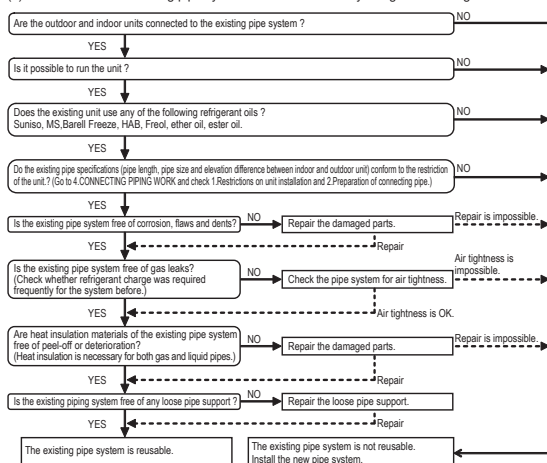 Are the outdoor and indoor units connected to the existing pipe system ?
NO
YES
Is it possible to run the unit ?
NO
YES
Does the existing unit use any of the following refrigerant oils ?
Suniso, MS,Barell Freeze, HAB, Freol, ether oil, ester oil.
NO
YES
Do the existing pipe specifications (pipe length, pipe size and elevation difference between indoor and outdoor unit) conform to the restriction
of the unit.? (Go to 4.CONNECTING PIPING WORK and check 1.Restrictions on unit installation and 2.Preparation of connecting pipe.)
NO
YES
Is the existing pipe system free of corrosion, flaws and dents?
NO
Repair the damaged parts.
Repair is impossible.
YES
Repair
Is the existing pipe system free of gas leaks?
(Check whether refrigerant charge was required
frequently for the system before.)
NO
Check the pipe system for air tightness.
Air tightness is
impossible.
YES
Air tightness is OK.
Are heat insulation materials of the existing pipe system
free of peel-off or deterioration?
(Heat insulation is necessary for both gas and liquid pipes.)
NO
Repair the damaged parts.
Repair is impossible.
YES
Repair
Is the existing piping system free of any loose pipe support ?
NO
Repair the loose pipe support.
YES
Repair
The existing pipe system is reusable.
The existing pipe system is not reusable.
Install the new pipe system.